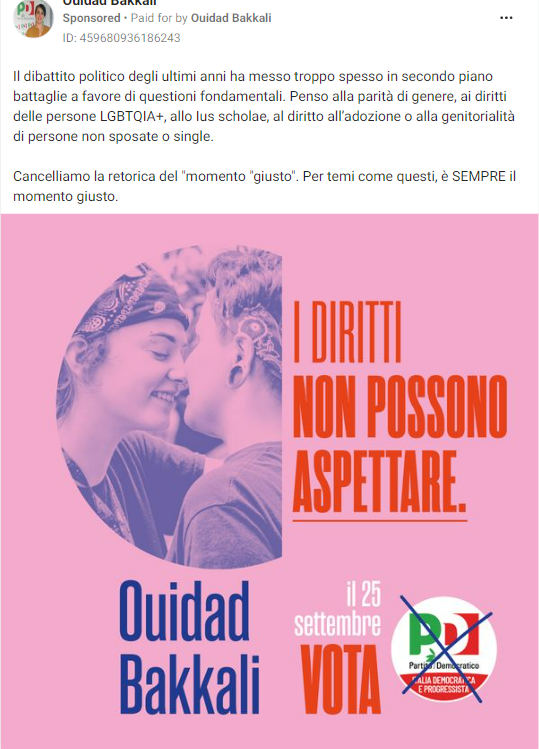 Ouidad Bakkali
Sponsored • Paid for by Ouidad Bakkali
ID: 459680936186243
Il dibattito politico degli ultimi anni ha messo troppo spesso in secondo piano
battaglie a favore di questioni fondamentali. Penso alla parità di genere, ai diritti
delle persone LGBTQIA+, allo Ius scholae, al diritto all'adozione o alla genitorialità
di persone non sposate o single.
Cancelliamo la retorica del "momento "giusto". Per temi come questi, è SEMPRE il
momento giusto.
I DIRITTI
NON POSSONO
ASPETTARE.
Ouidad
Bakkali
il 25
settembre
VOTA
PD
Partito Democratico
ITALIA DEMOCRATICA
E PROGRESSISTA